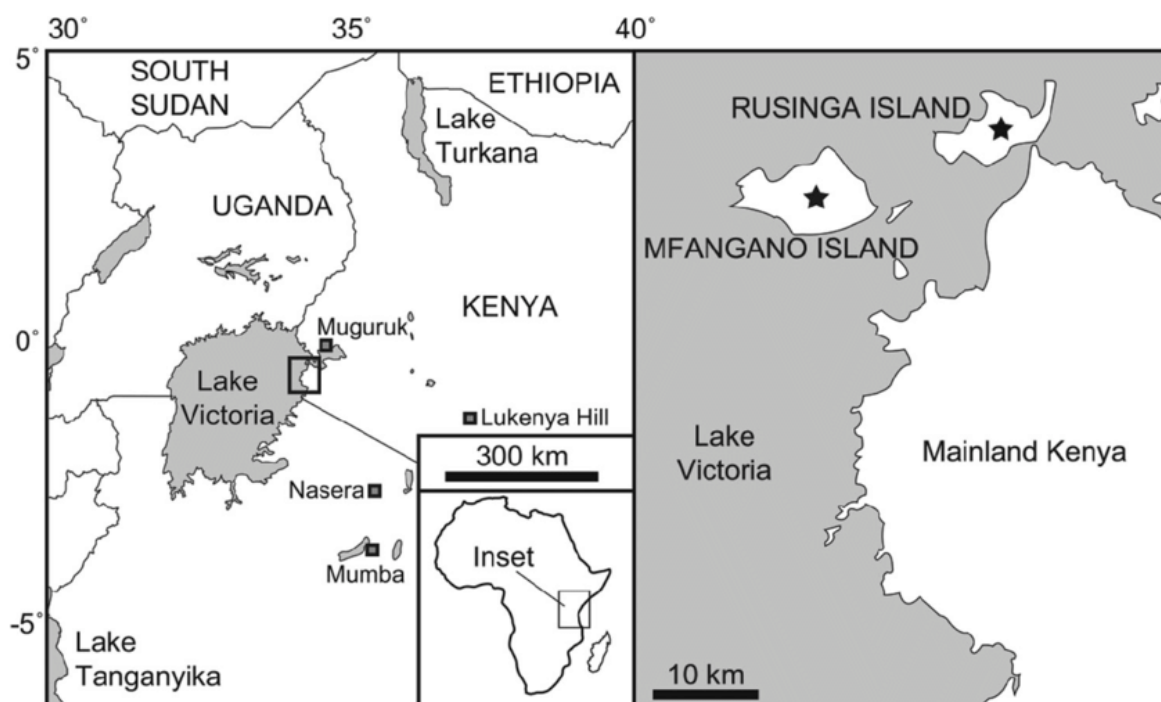 30˚
35˚
40˚
5˚
SOUTH
SUDAN
ETHIOPIA
Lake
Turkana
UGANDA
KENYA
0˚
Muguruk
Lake
Victoria
Lukenya Hill
300 km
Nasera
Mumba
Inset
-5˚
Lake
Tanganyika
RUSINGA ISLAND
MFANGANO ISLAND
Lake
Victoria
Mainland Kenya
10 km